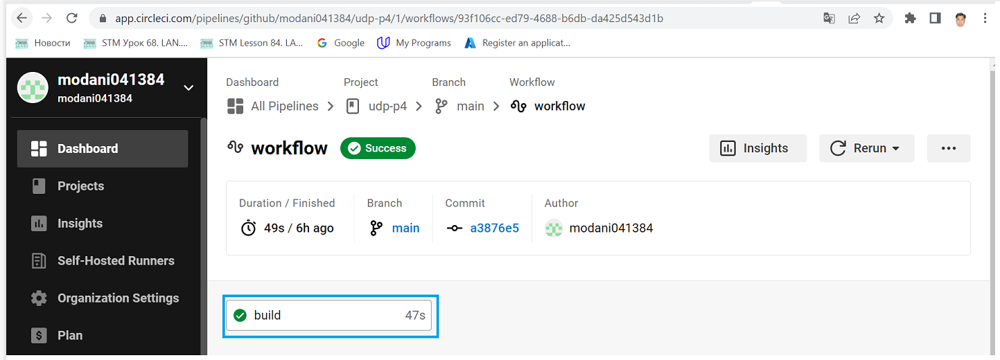 app.circleci.com/pipelines/github/modani041384/udp-p4/1/workflows/93f106cc-ed79-4688-b6db-da425d543d1b
Новости STM Урок 68. LAN.... STM Lesson 84. LA... Google My Programs Register an applicat...
modani041384
modani041384
Dashboard
Projects
Insights
Self-Hosted Runners
Organization Settings
Plan
Dashboard Project Branch Workflow
All Pipelines udp-p4 main workflow
workflow Success Insights Rerun
Duration / Finished Branch Commit Author
49s / 6h ago main a3876e5 modani041384
build 47s